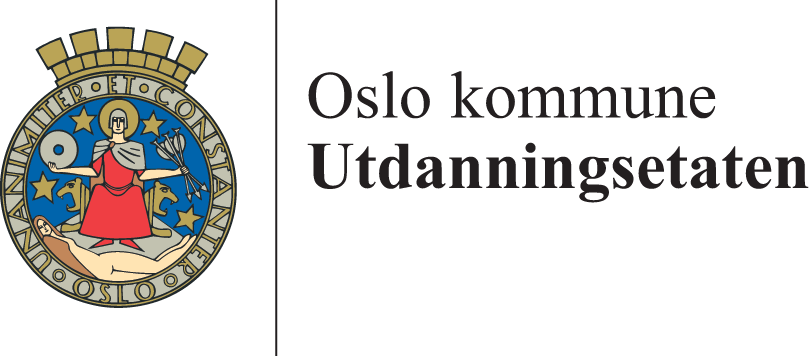 UNANIMITER · ET · CONSTANTER
OSLO
Oslo kommune
Utdanningsetaten